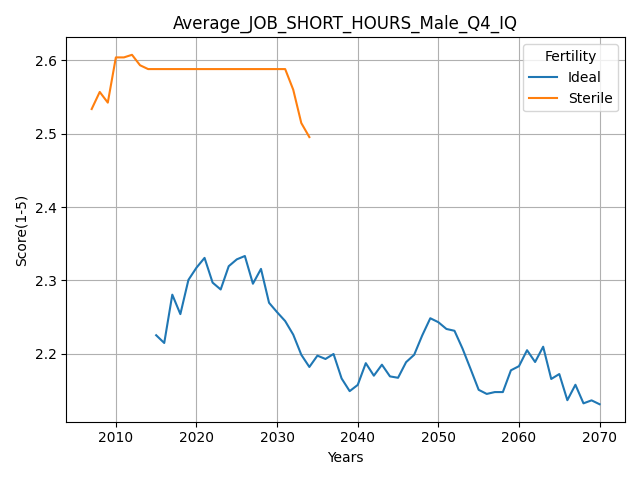 Average_JOB_SHORT_HOURS_Male_Q4_IQ
Fertility
Ideal
Sterile
Score(1-5)
2.6
2.5
2.4
2.3
2.2
2010 2020 2030 2040 2050 2060 2070
Years